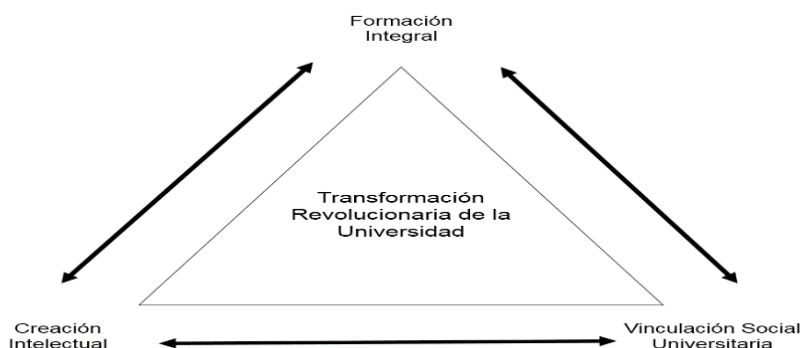 Formación
Integral
Transformación
Revolucionaria de la
Universidad
Creación
Intelectual
Vinculación Social
Universitaria